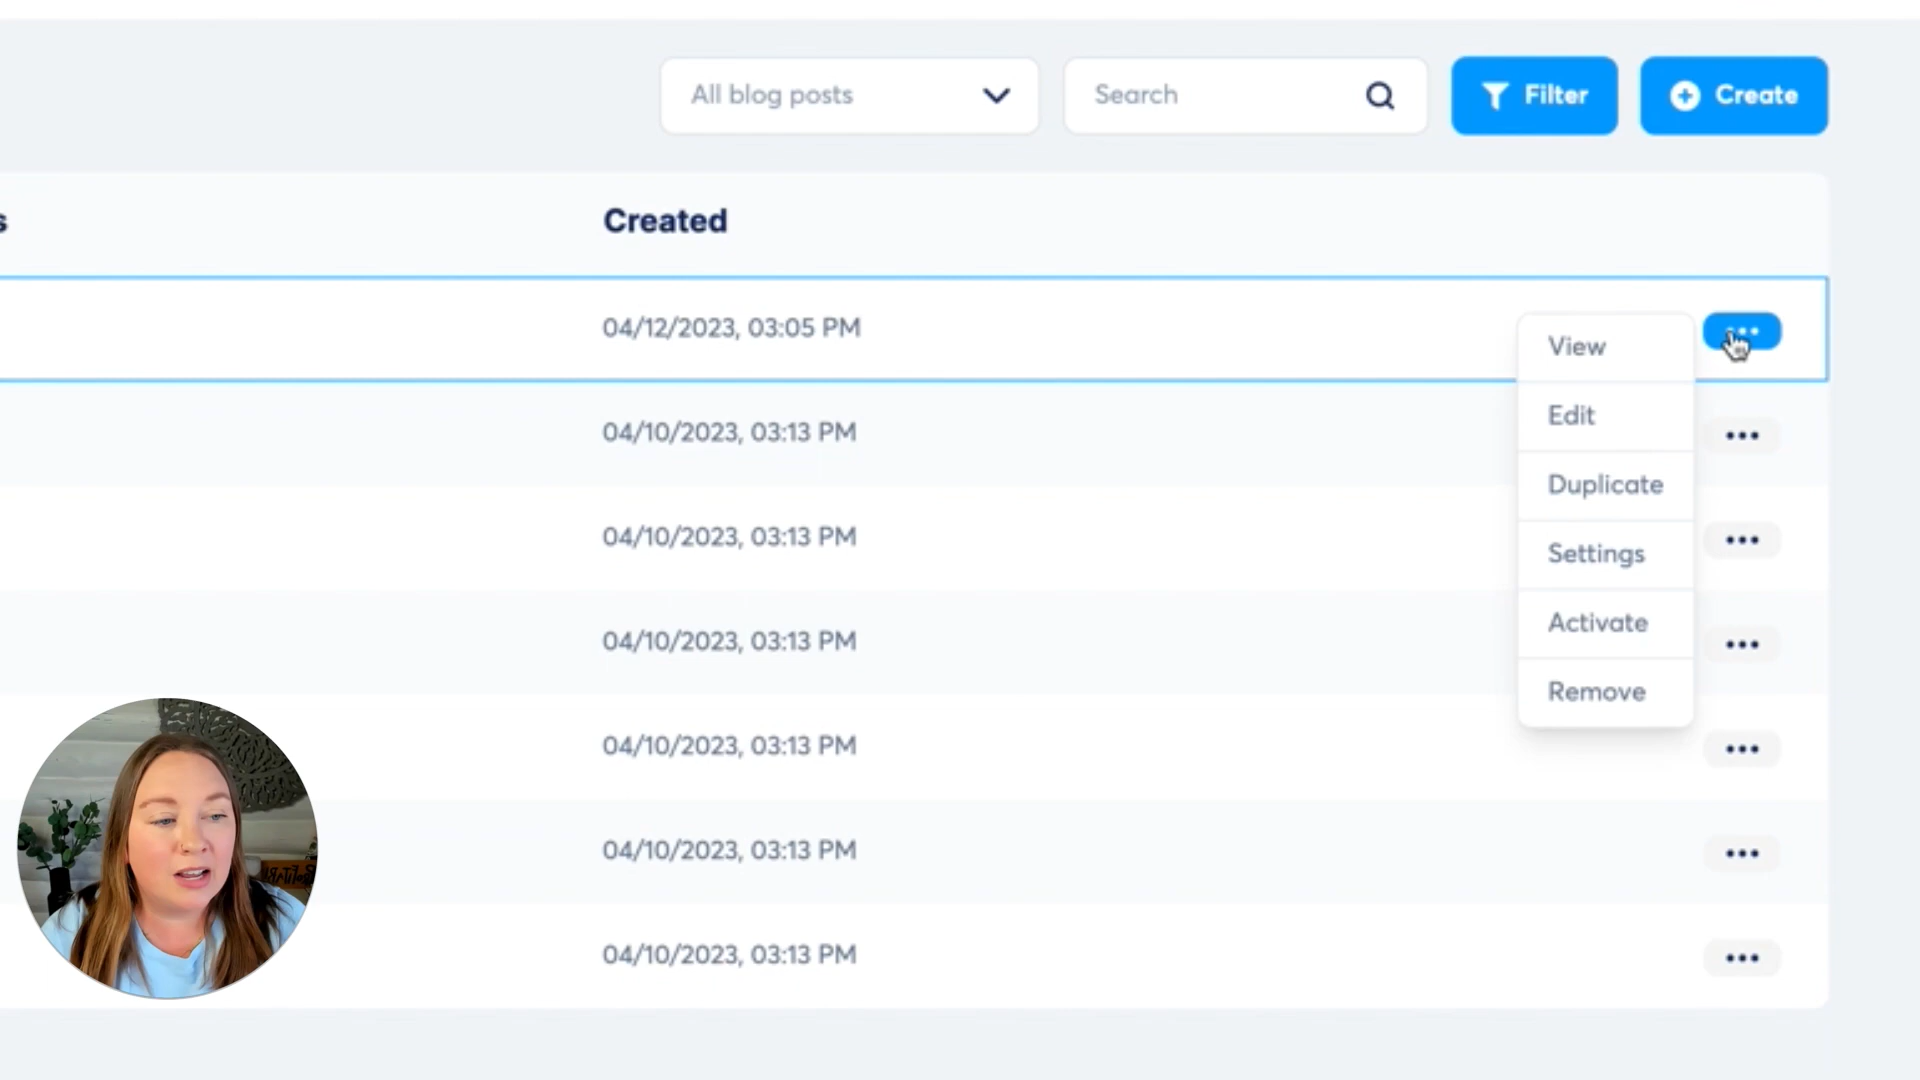 All blog posts
Search
Filter
Create
s
Created
04/12/2023, 03:05 PM
View
Edit
04/10/2023, 03:13 PM
Duplicate
04/10/2023, 03:13 PM
Settings
Activate
04/10/2023, 03:13 PM
Remove
04/10/2023, 03:13 PM
04/10/2023, 03:13 PM
04/10/2023, 03:13 PM